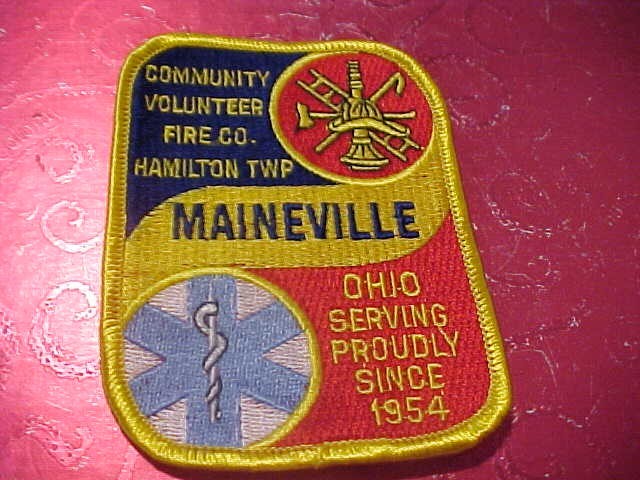 COMMUNITY
VOLUNTEER
FIRE CO.
HAMILTON TWP
MAINEVILLE
OHIO
SERVING
PROUDLY
SINCE
1954